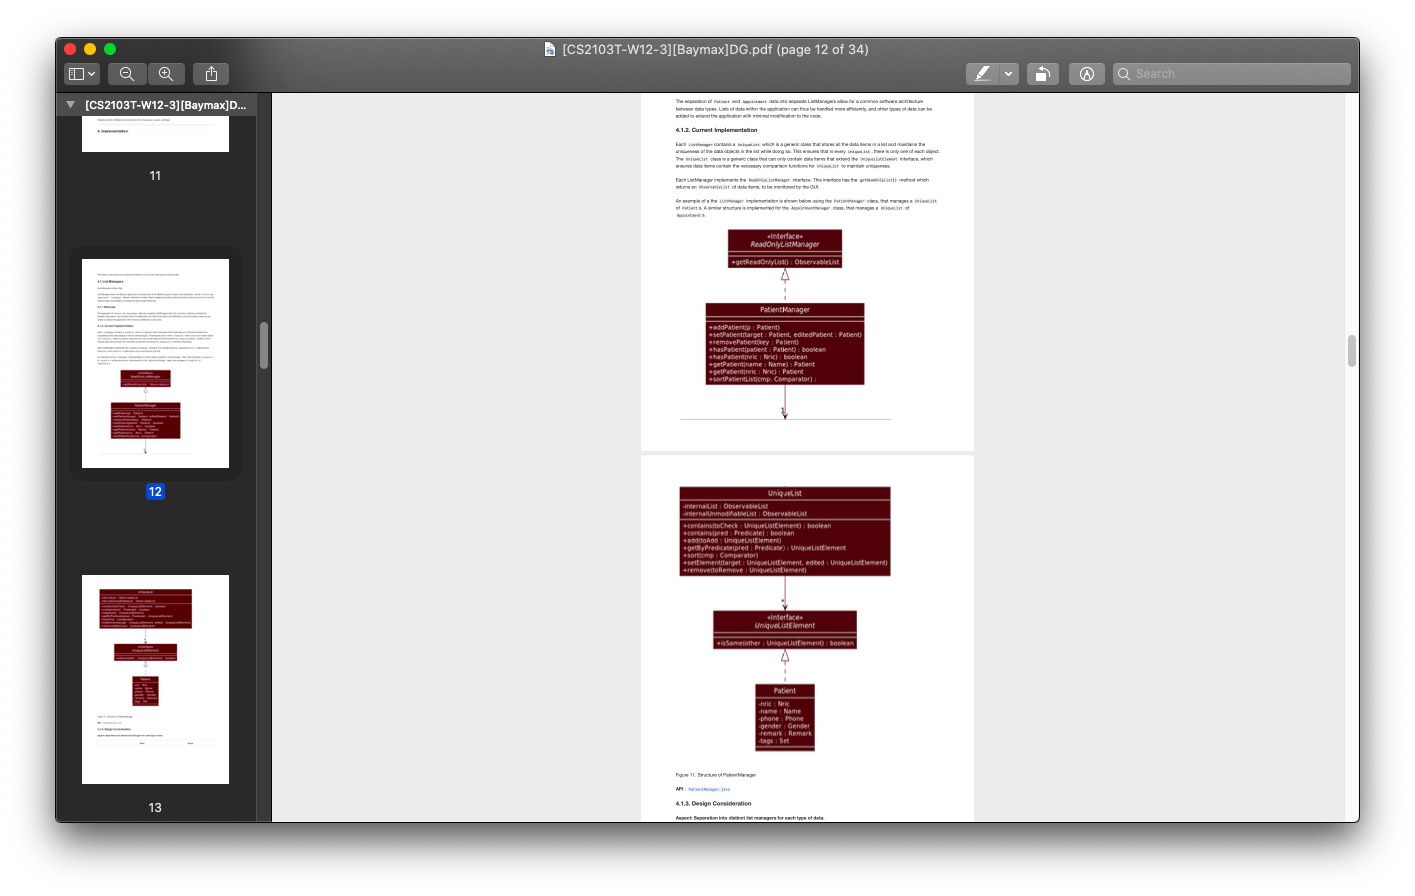 [CS2103T-W12-3][Baymax]DG.pdf (page 12 of 34)
Search
[CS2103T-W12-3][Baymax]D...
4. Implementation
11
4.1 List Managers
12
13
The separation of Patient and Appointment data into separate ListManagers allow for a common software architecture
between data types. Lists of data within the application can thus be handled more efficiently, and other types of data can be
added to extend the application with minimal modification to the code.
4.1.2. Current Implementation
Each ListManager contains a UniqueList which is a generic class that stores all the data items in a list and maintains the
uniqueness of the data objects in the list while doing so. This ensures that in every UniqueList, there is only one of each object.
The UniqueList class is a generic class that can only contain data items that extend the UniqueListElement interface, which
ensures data items contain the necessary comparison functions for UniqueList to maintain uniqueness.
Each ListManager implements the ReadOnlyListManager interface. This interface has the getReadOnlyList() method which
returns an ObservableList of data items, to be monitored by the GUI.
An example of a the ListManager implementation is shown below using the PatientManager class, that manages a UniqueList
of Patient s. A similar structure is implemented for the AppointmentManager class, that manages a UniqueList of
Appointment s.
«Interface»
ReadOnlyListManager
+getReadOnlyList() : ObservableList
PatientManager
+addPatient(p : Patient)
+setPatient(target : Patient, editedPatient : Patient)
+removePatient(key : Patient)
+hasPatient(patient : Patient) : boolean
+hasPatient(nric : Nric) : boolean
+getPatient(name : Name) : Patient
+getPatient(nric : Nric) : Patient
+sortPatientList(cmp: Comparator) :
UniqueList
-internalList : ObservableList
-internalUnmodifiableList : ObservableList
+contains(toCheck : UniqueListElement) : boolean
+contains(pred : Predicate) : boolean
+add(toAdd : UniqueListElement)
+getByPredicate(pred : Predicate) : UniqueListElement
+sort(cmp : Comparator)
+setElement(target : UniqueListElement, edited : UniqueListElement)
+remove(toRemove : UniqueListElement)
*
«Interface»
UniqueListElement
+isSame(other : UniqueListElement) : boolean
Patient
-nric : Nric
-name : Name
-phone : Phone
-gender : Gender
-remark : Remark
-tags : Set
Figure 11. Structure of PatientManager
API : PatientManager.java
4.1.3. Design Consideration
Aspect: Separation into distinct list managers for each type of data.